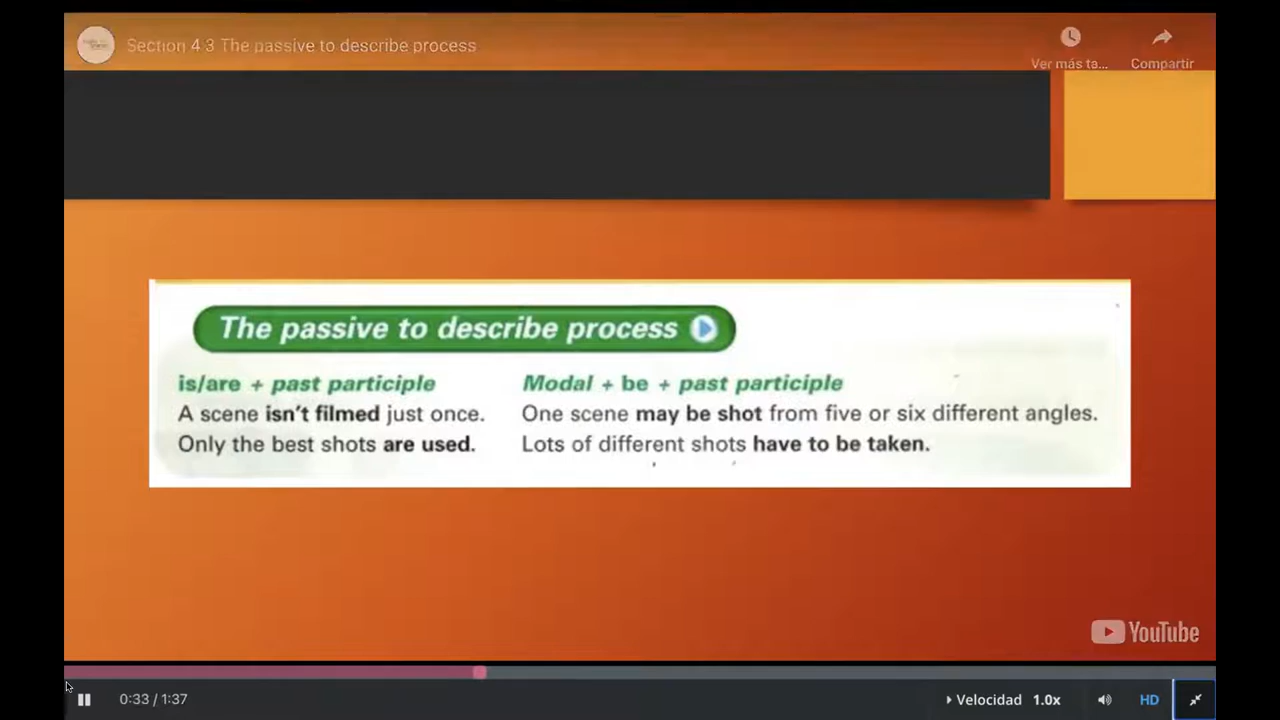 Section 4 3 The passive to describe process
Ver más ta...
Compartir
The passive to describe process
is/are + past participle
A scene isn't filmed just once.
Only the best shots are used.
Modal + be + past participle
One scene may be shot from five or six different angles.
Lots of different shots have to be taken.
YouTube
0:33 / 1:37
Velocidad 1.0x
HD